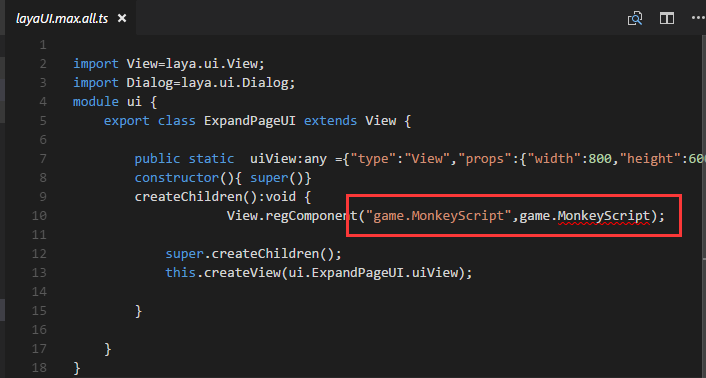 layaUI.max.all.ts
1
2 import View=laya.ui.View;
3 import Dialog=laya.ui.Dialog;
4 module ui {
5 export class ExpandPageUI extends View {
6
7 public static uiView:any ={"type":"View","props":{"width":800,"height":600
8 constructor(){ super()}
9 createChildren():void {
10 View.regComponent("game.MonkeyScript",game.MonkeyScript);
11
12 super.createChildren();
13 this.createView(ui.ExpandPageUI.uiView);
14
15 }
16
17 }
18 }